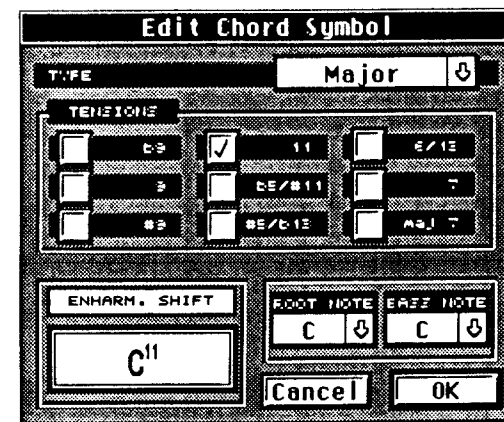 Edit Chord Symbol
TYPE Major
TENSIONS
b9 11 6/13
9 b5/#11 7
#9 #5/b13 maj 7
ENHARM. SHIFT ROOT NOTE BASS NOTE
C C
C11
Cancel OK